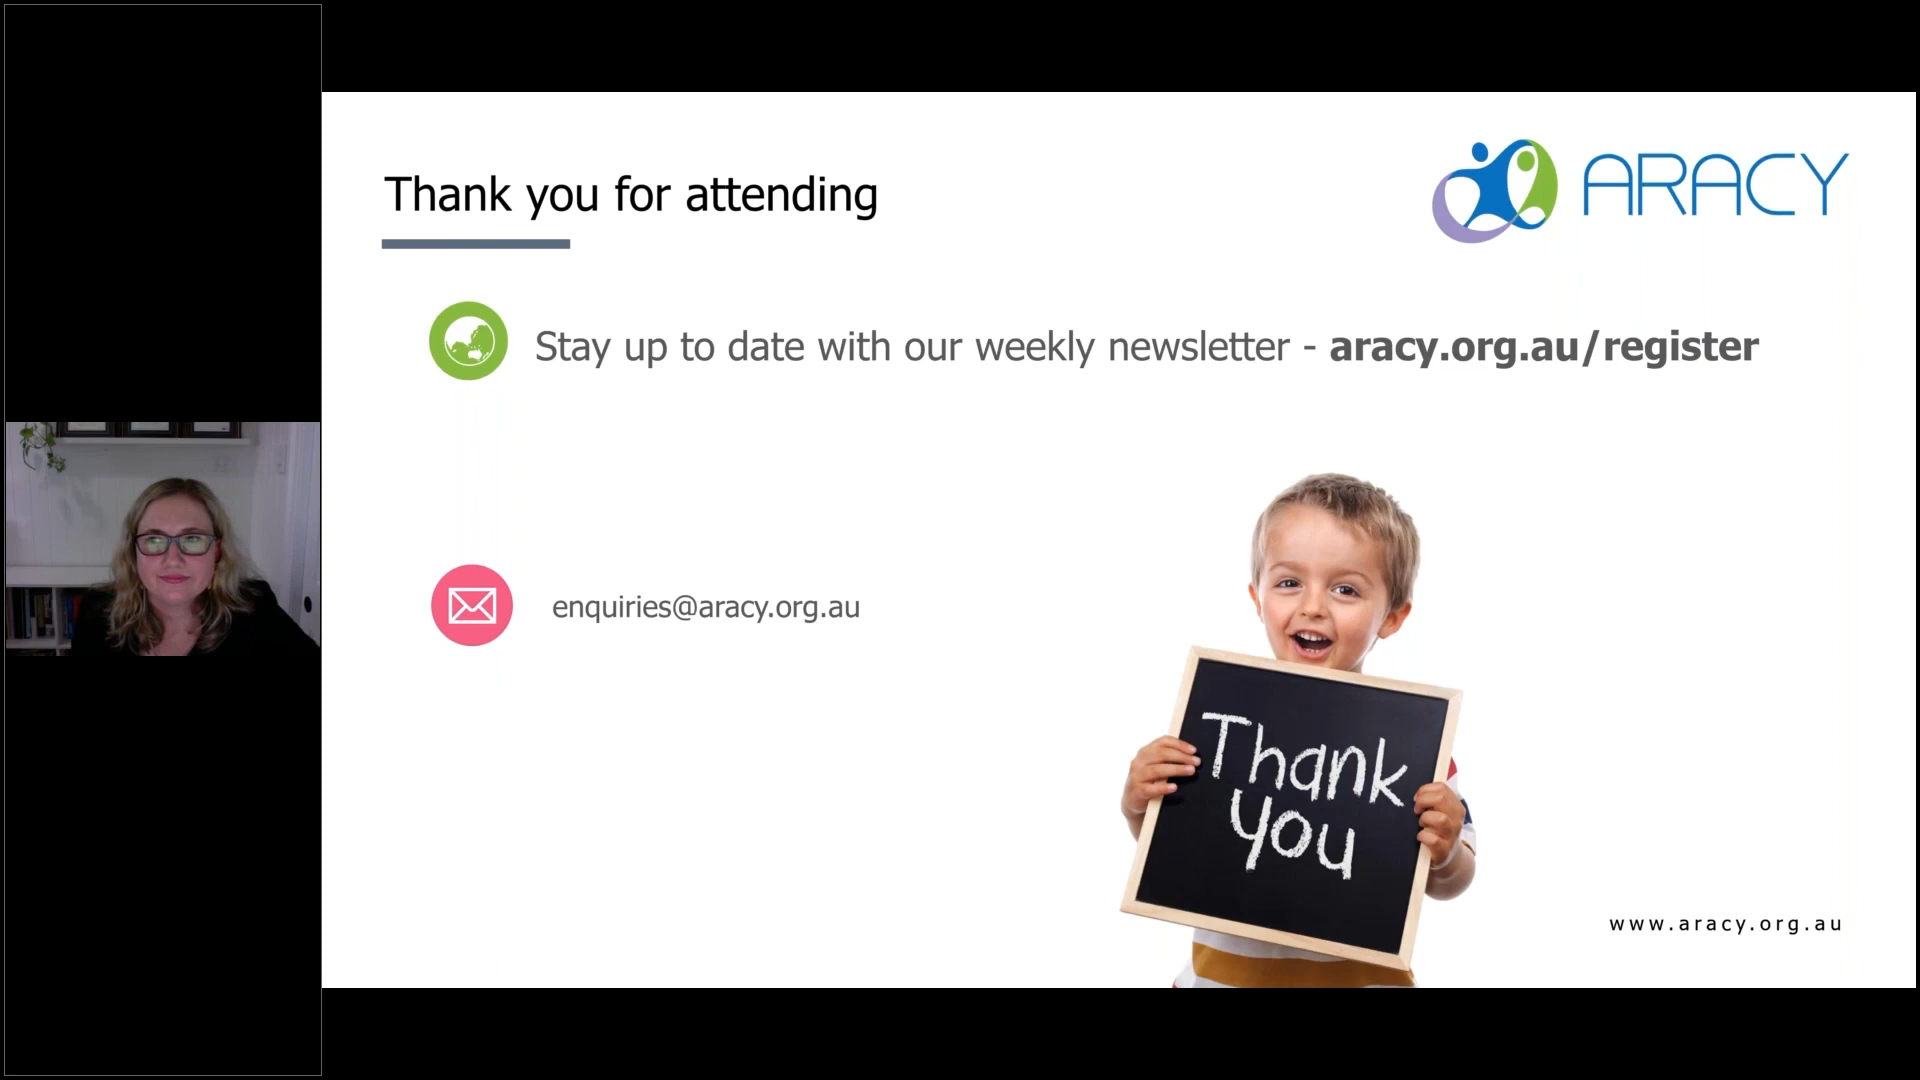 Thank you for attending
ARACY
Stay up to date with our weekly newsletter - aracy.org.au/register
enquiries@aracy.org.au
Thank
you
www.aracy.org.au